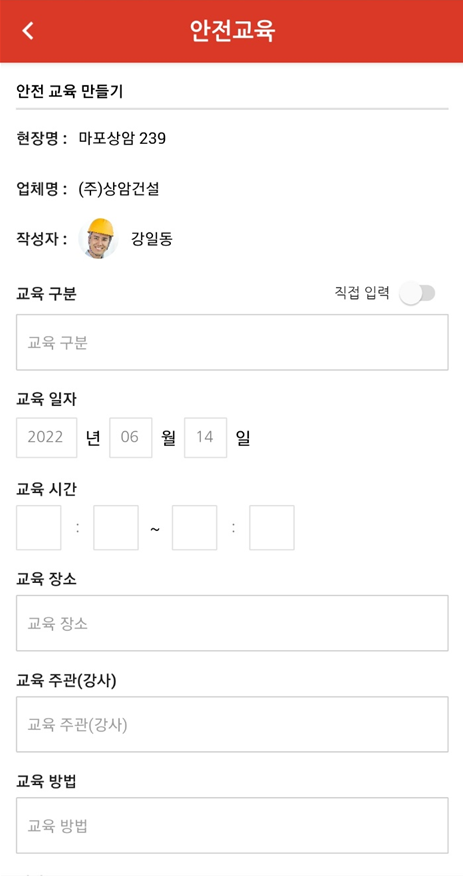 안전교육
안전 교육 만들기
현장명 : 마포상암 239
업체명 : (주)상암건설
작성자 : 강일동
교육 구분 직접 입력
교육 구분
교육 일자
2022 년 06 월 14 일
교육 시간
: ~ :
교육 장소
교육 장소
교육 주관(강사)
교육 주관(강사)
교육 방법
교육 방법